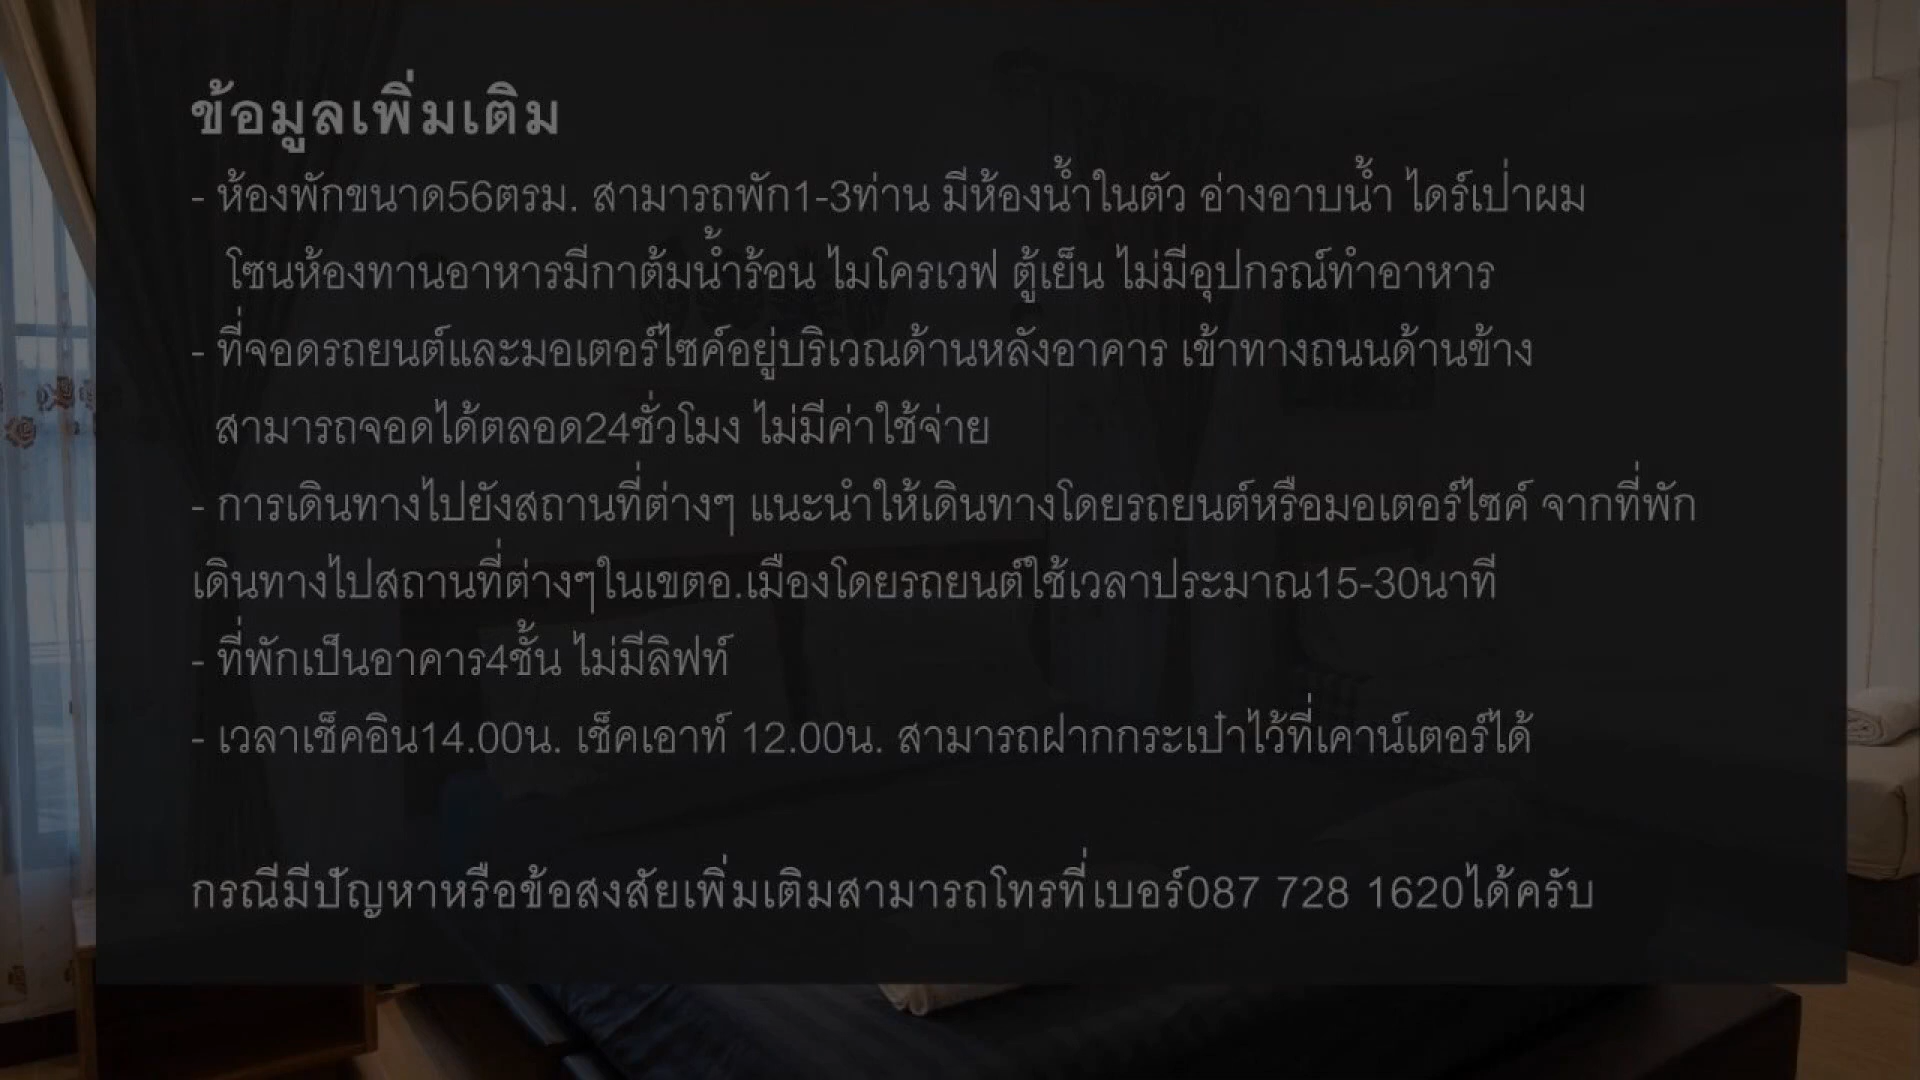 ข้อมูลเพิ่มเติม
- ห้องพักขนาด56ตรม. สามารถพัก1-3ท่าน มีห้องน้ำในตัว อ่างอาบน้ำ ไดร์เป่าผม
โซนห้องทานอาหารมีกาต้มน้ำร้อน ไมโครเวฟ ตู้เย็น ไม่มีอุปกรณ์ทำอาหาร
- ที่จอดรถยนต์และมอเตอร์ไซค์อยู่บริเวณด้านหลังอาคาร เข้าทางถนนด้านข้าง
สามารถจอดได้ตลอด24ชั่วโมง ไม่มีค่าใช้จ่าย
- การเดินทางไปยังสถานที่ต่างๆ แนะนำให้เดินทางโดยรถยนต์หรือมอเตอร์ไซค์ จากที่พัก
เดินทางไปสถานที่ต่างๆในเขตอ.เมืองโดยรถยนต์ใช้เวลาประมาณ15-30นาที
- ที่พักเป็นอาคาร4ชั้น ไม่มีลิฟท์
- เวลาเช็คอิน14.00น. เช็คเอาท์ 12.00น. สามารถฝากกระเป๋าไว้ที่เคาน์เตอร์ได้
กรณีมีปัญหาหรือข้อสงสัยเพิ่มเติมสามารถโทรที่เบอร์087 728 1620ได้ครับ